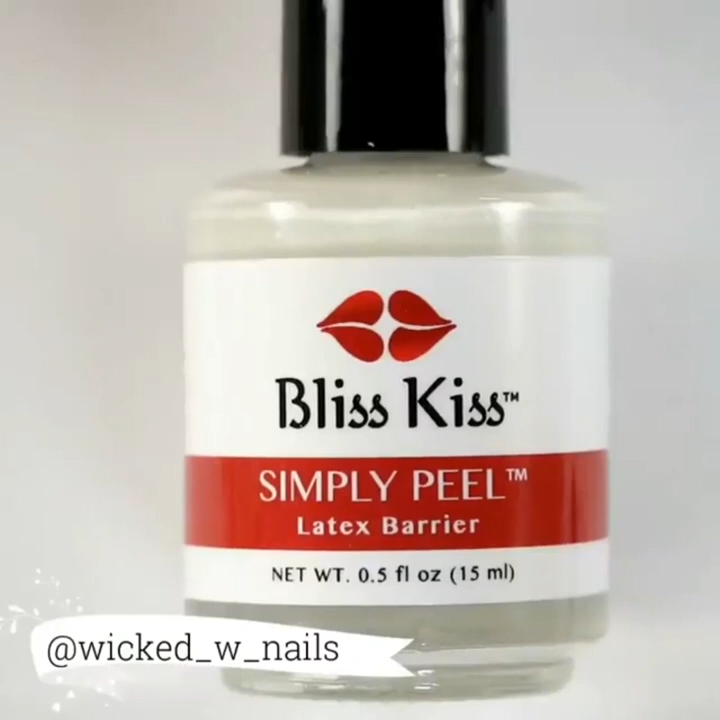 Bliss Kiss™
SIMPLY PEEL™
Latex Barrier
NET WT. 0.5 fl oz (15 ml)
@wicked_w_nails